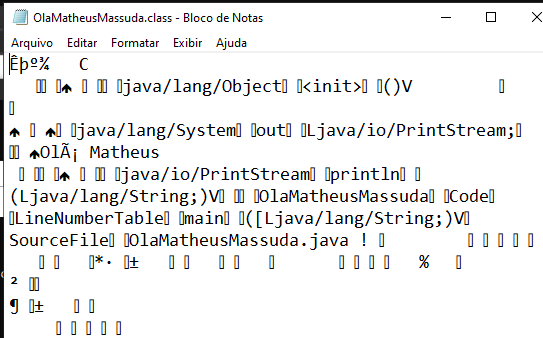 OlaMatheusMassuda.class - Bloco de Notas
Arquivo Editar Formatar Exibir Ajuda
Êþº¾ C
▯▯ ▯♠ ▯ ▯▯ ▯java/lang/Object▯ ▯<init>▯ ▯()V ▯
▯
♠ ▯ ♠▯ ▯java/lang/System▯ ▯out▯ ▯Ljava/io/PrintStream;▯
▯▯ ♠OlÃ¡ Matheus
▯ ▯▯ ▯♠ ▯ ▯▯ ▯java/io/PrintStream▯ ▯println▯ ▯
(Ljava/lang/String;)V▯ ▯▯ ▯OlaMatheusMassuda▯ ▯Code▯
▯LineNumberTable▯ ▯main▯ ▯([Ljava/lang/String;)V▯
SourceFile▯ ▯OlaMatheusMassuda.java ! ▯ ▯ ▯ ▯ ▯ ▯
▯ ▯ ▯*· ▯± ▯ ▯ ▯ ▯ ▯ ▯ ▯ ▯ ▯ % ▯
² ▯▯
¶ ▯± ▯ ▯
▯ ▯ ▯ ▯ ▯